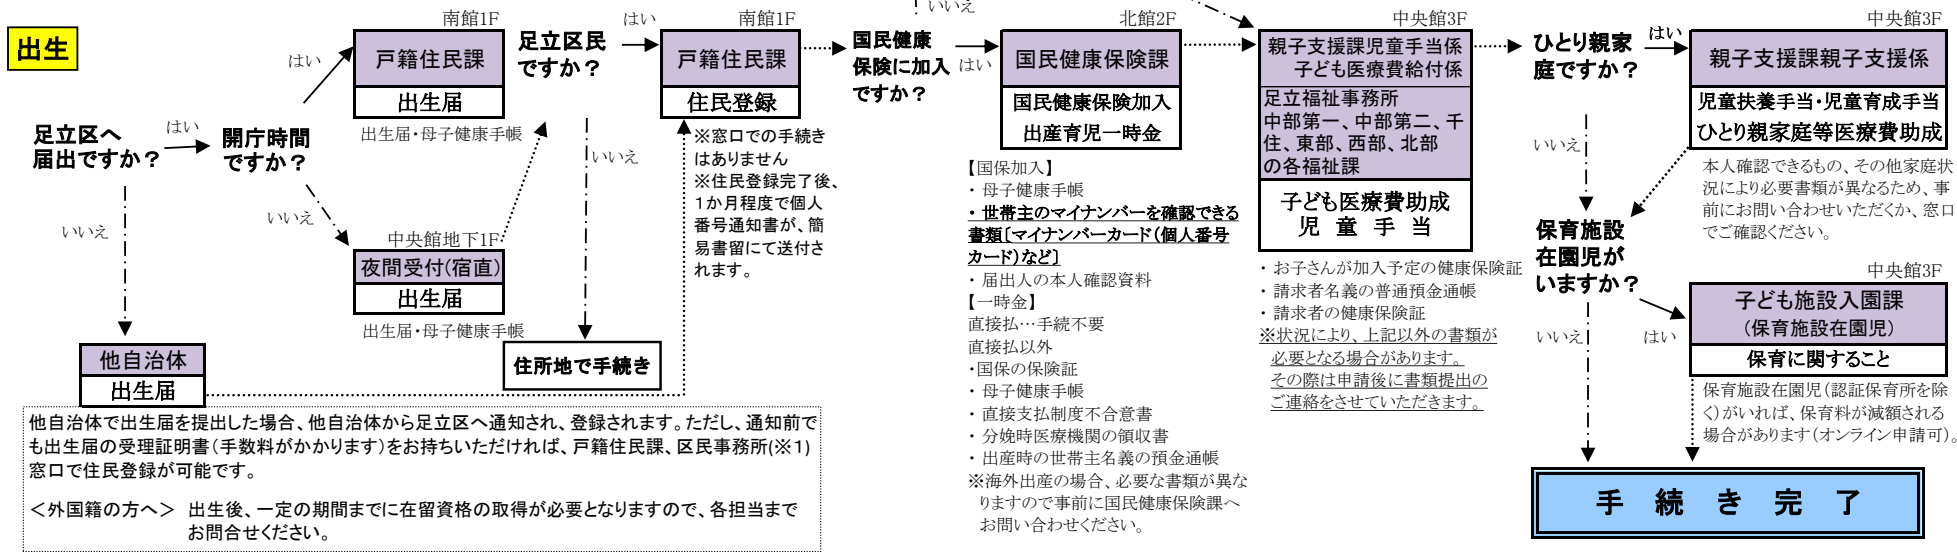 出生
足立区へ
届出ですか？
はい
いいえ
開庁時間
ですか？
はい
いいえ
南館1F
戸籍住民課
出生届
出生届・母子健康手帳
中央館地下1F
夜間受付(宿直)
出生届
出生届・母子健康手帳
他自治体
出生届
足立区民
ですか？
はい
いいえ
住所地で手続き
南館1F
戸籍住民課
住民登録
※窓口での手続き
はありません
※住民登録完了後、
１か月程度で個人
番号通知書が、簡
易書留にて送付さ
れます。
他自治体で出生届を提出した場合、他自治体から足立区へ通知され、登録されます。ただし、通知前で
も出生届の受理証明書（手数料がかかります）をお持ちいただければ、戸籍住民課、区民事務所(※１)
窓口で住民登録が可能です。
＜外国籍の方へ＞ 出生後、一定の期間までに在留資格の取得が必要となりますので、各担当まで
お問合せください。
国民健康
保険に加入
ですか？
いいえ
はい
北館2F
国民健康保険課
国民健康保険加入
出産育児一時金
【国保加入】
・母子健康手帳
・世帯主のマイナンバーを確認できる
書類〔マイナンバーカード（個人番号
カード）など〕
・届出人の本人確認資料
【一時金】
直接払…手続不要
直接払以外
・国保の保険証
・母子健康手帳
・直接支払制度不合意書
・分娩時医療機関の領収書
・出産時の世帯主名義の預金通帳
※海外出産の場合、必要な書類が異な
りますので事前に国民健康保険課へ
お問い合わせください。
中央館3F
親子支援課児童手当係
子ども医療費給付係
足立福祉事務所
中部第一、中部第二、千
住、東部、西部、北部
の各福祉課
子ども医療費助成
児 童 手 当
・お子さんが加入予定の健康保険証
・請求者名義の普通預金通帳
・請求者の健康保険証
※状況により、上記以外の書類が
必要となる場合があります。
その際は申請後に書類提出の
ご連絡をさせていただきます。
ひとり親家
庭ですか？
はい
いいえ
中央館3F
親子支援課親子支援係
児童扶養手当・児童育成手当
ひとり親家庭等医療費助成
本人確認できるもの、その他家庭状
況により必要書類が異なるため、事
前にお問い合わせいただくか、窓口
でご確認ください。
保育施設
在園児が
いますか？
いいえ
はい
中央館3F
子ども施設入園課
（保育施設在園児）
保育に関すること
保育施設在園児（認証保育所を除
く）がいれば、保育料が減額される
場合があります（オンライン申請可）。
手 続 き 完 了